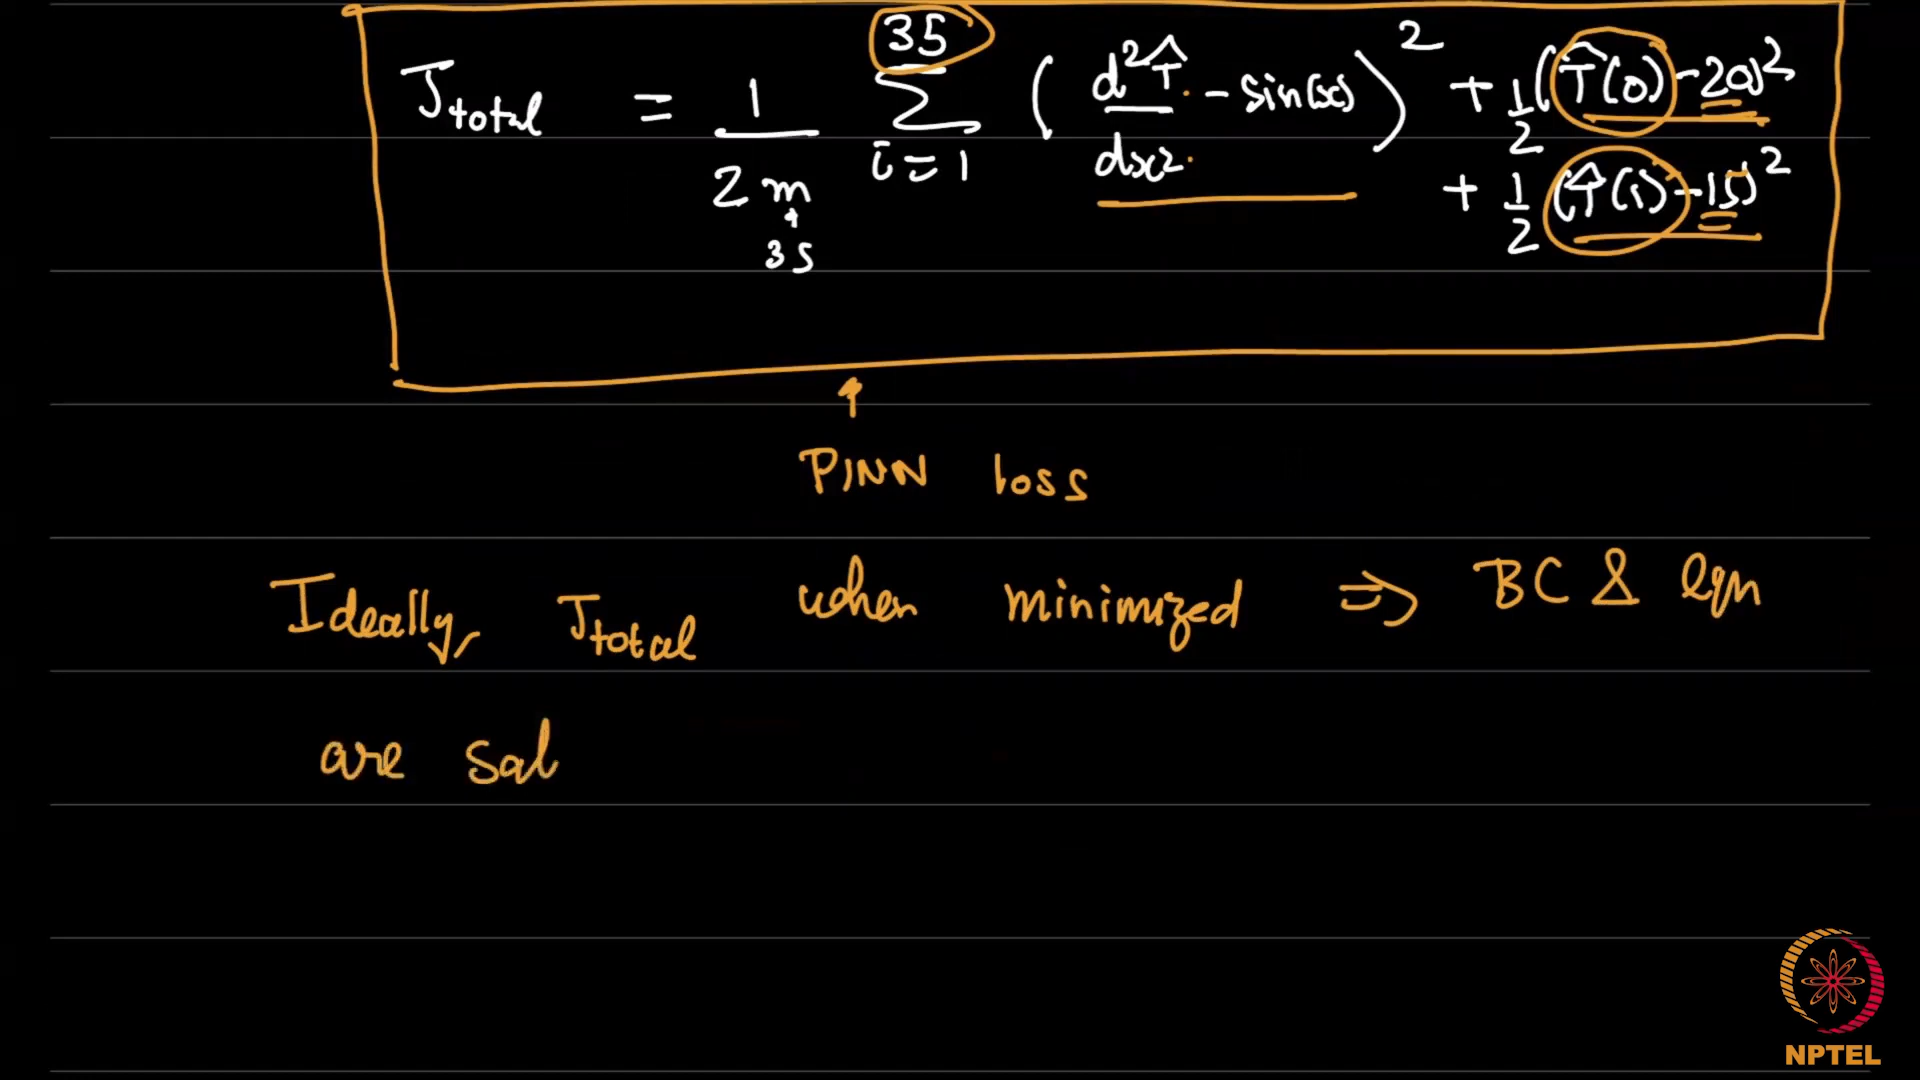 J_total = 1/2m Σ_{i=1}^{35} (d²T̂/dx² - sin(x))² + 1/2 (T̂(0) - 20)²
+ 1/2 (T̂(1) - 15)²
35
PINN loss
Ideally, J_total when minimized ⇒ BC & eqn
are sat
NPTEL